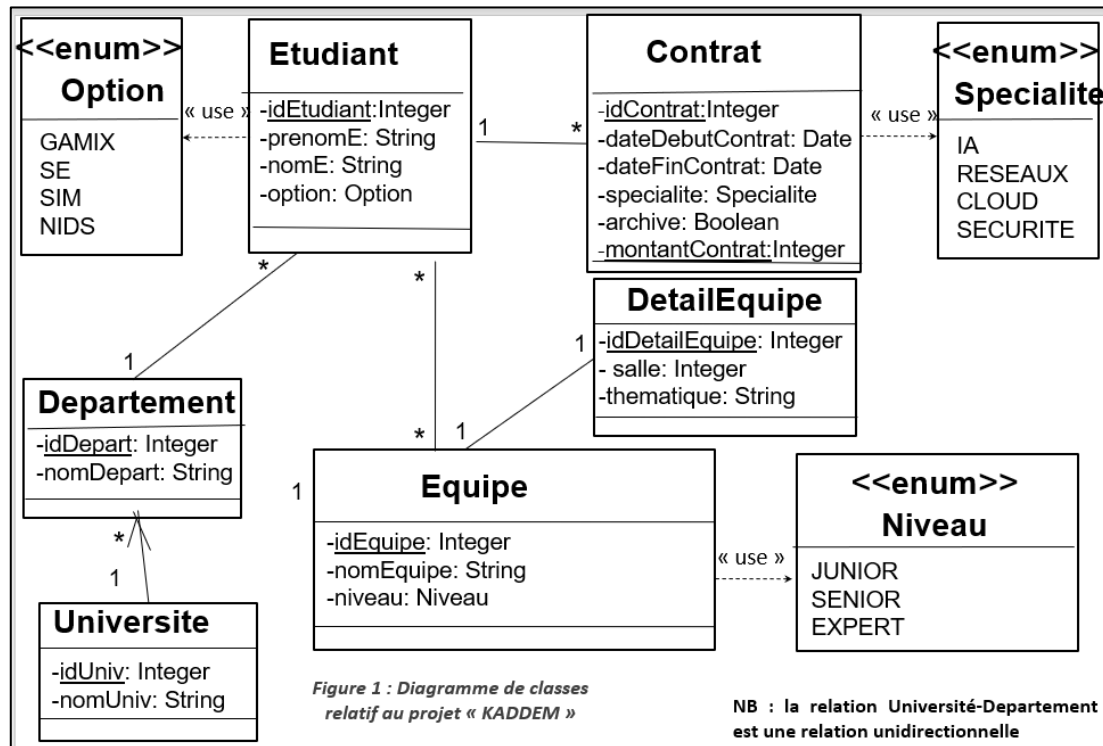 <<enum>>
Option
GAMIX
SE
SIM
NIDS
« use »
Etudiant
-idEtudiant:Integer
-prenomE: String
-nomE: String
-option: Option
1
*
Contrat
-idContrat:Integer
-dateDebutContrat: Date
-dateFinContrat: Date
-specialite: Specialite
-archive: Boolean
-montantContrat:Integer
« use »
<<enum>>
Specialite
IA
RESEAUX
CLOUD
SECURITE
*
*
1
*
1
1
DetailEquipe
-idDetailEquipe: Integer
- salle: Integer
-thematique: String
Departement
-idDepart: Integer
-nomDepart: String
*
1
1
Equipe
-idEquipe: Integer
-nomEquipe: String
-niveau: Niveau
« use »
<<enum>>
Niveau
JUNIOR
SENIOR
EXPERT
Universite
-idUniv: Integer
-nomUniv: String
Figure 1 : Diagramme de classes
relatif au projet « KADDEM »
NB : la relation Université-Departement
est une relation unidirectionnelle